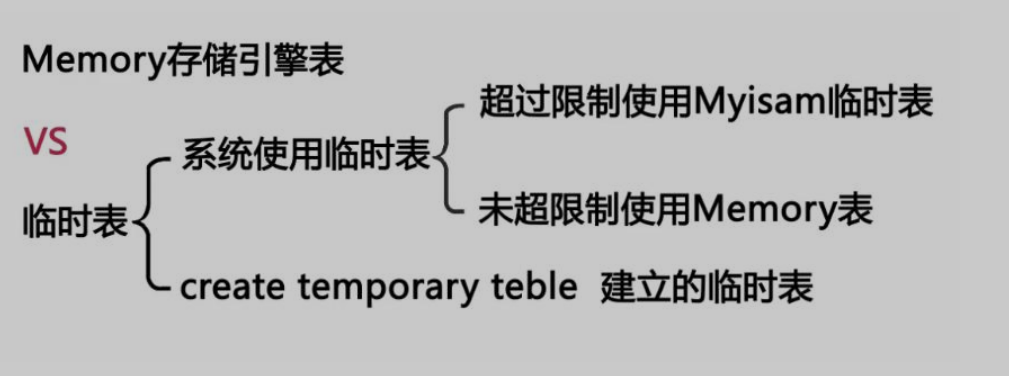 Memory存储引擎表
超过限制使用Myisam临时表
VS
系统使用临时表
临时表
未超限制使用Memory表
create temporary teble 建立的临时表